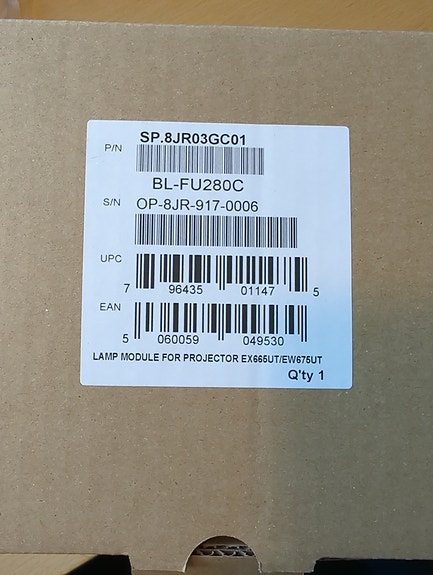 SP.8JR03GC01
P/N
BL-FU280C
S/N OP-8JR-917-0006
UPC
7 96435 01147 5
EAN
5 060059 049530
LAMP MODULE FOR PROJECTOR EX665UT/EW675UT
Q'ty 1